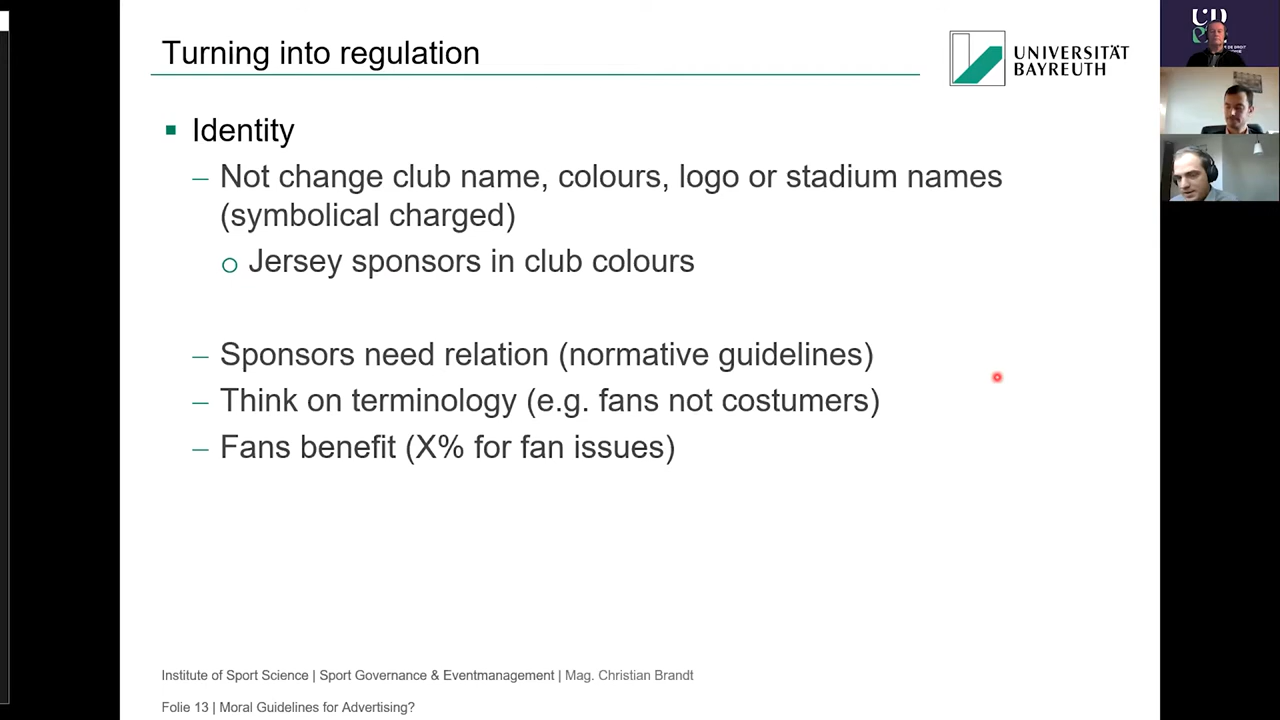 Turning into regulation
UNIVERSITÄT
BAYREUTH
Identity
– Not change club name, colours, logo or stadium names
(symbolical charged)
Jersey sponsors in club colours
– Sponsors need relation (normative guidelines)
– Think on terminology (e.g. fans not costumers)
– Fans benefit (X% for fan issues)
Institute of Sport Science | Sport Governance & Eventmanagement | Mag. Christian Brandt
Folie 13 | Moral Guidelines for Advertising?